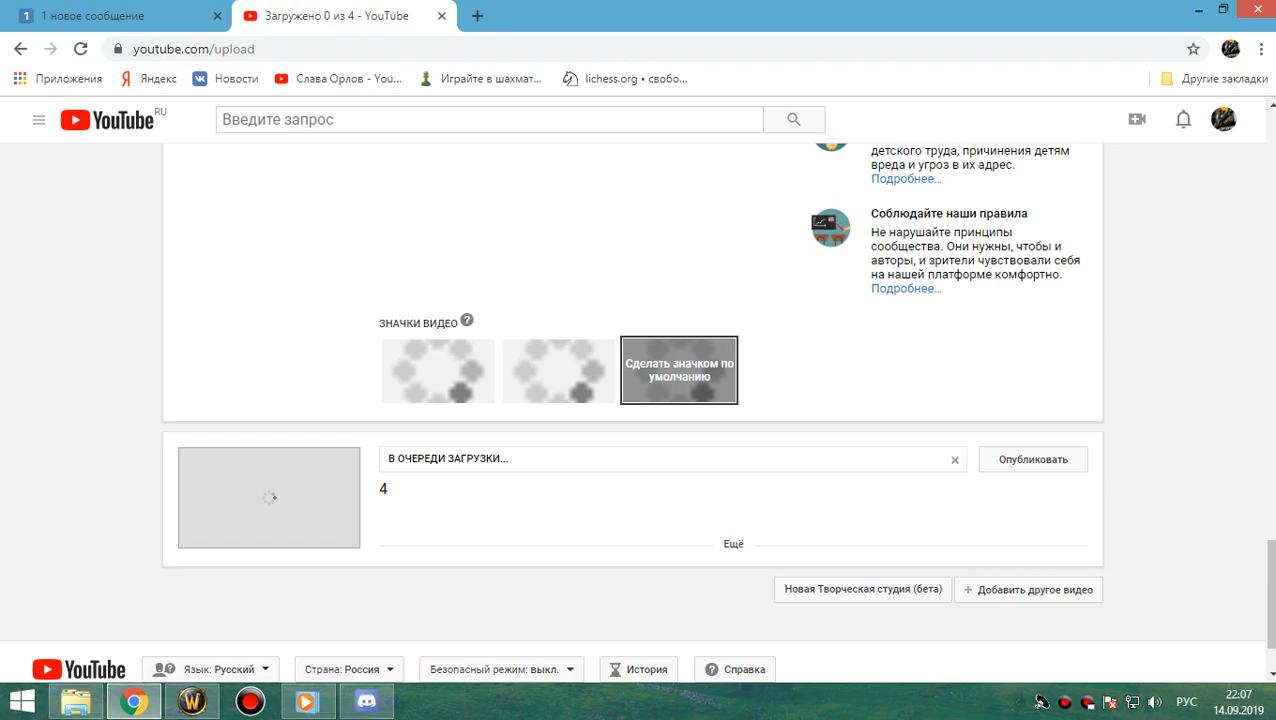 1 новое сообщение
Загружено 0 из 4 - YouTube
youtube.com/upload
Приложения
Яндекс
Новости
Слава Орлов - You...
Играйте в шахмат...
lichess.org • свобо...
Другие закладки
YouTube RU
Введите запрос
детского труда, причинения детям
вреда и угроз в их адрес.
Подробнее...
Соблюдайте наши правила
Не нарушайте принципы
сообщества. Они нужны, чтобы и
авторы, и зрители чувствовали себя
на нашей платформе комфортно.
Подробнее...
ЗНАЧКИ ВИДЕО ?
Сделать значком по
умолчанию
В ОЧЕРЕДИ ЗАГРУЗКИ...
Опубликовать
4
Ещё
Новая Творческая студия (бета)
+ Добавить другое видео
YouTube
Язык: Русский
Страна: Россия
Безопасный режим: выкл.
История
Справка
РУС
22:07
14.09.2019